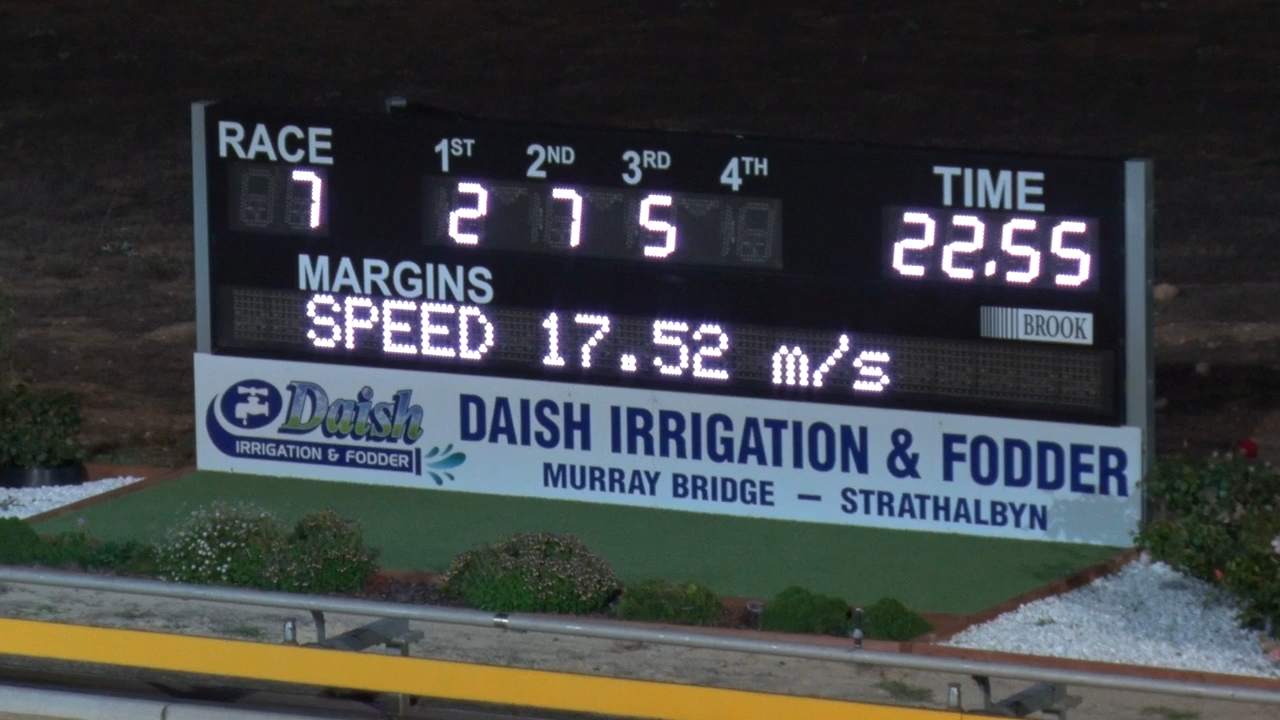 RACE 1ST 2ND 3RD 4TH TIME
7 2 7 5 22.55
MARGINS
SPEED 17.52 m/s
BROOK
Daish
IRRIGATION & FODDER
DAISH IRRIGATION & FODDER
MURRAY BRIDGE – STRATHALBYN